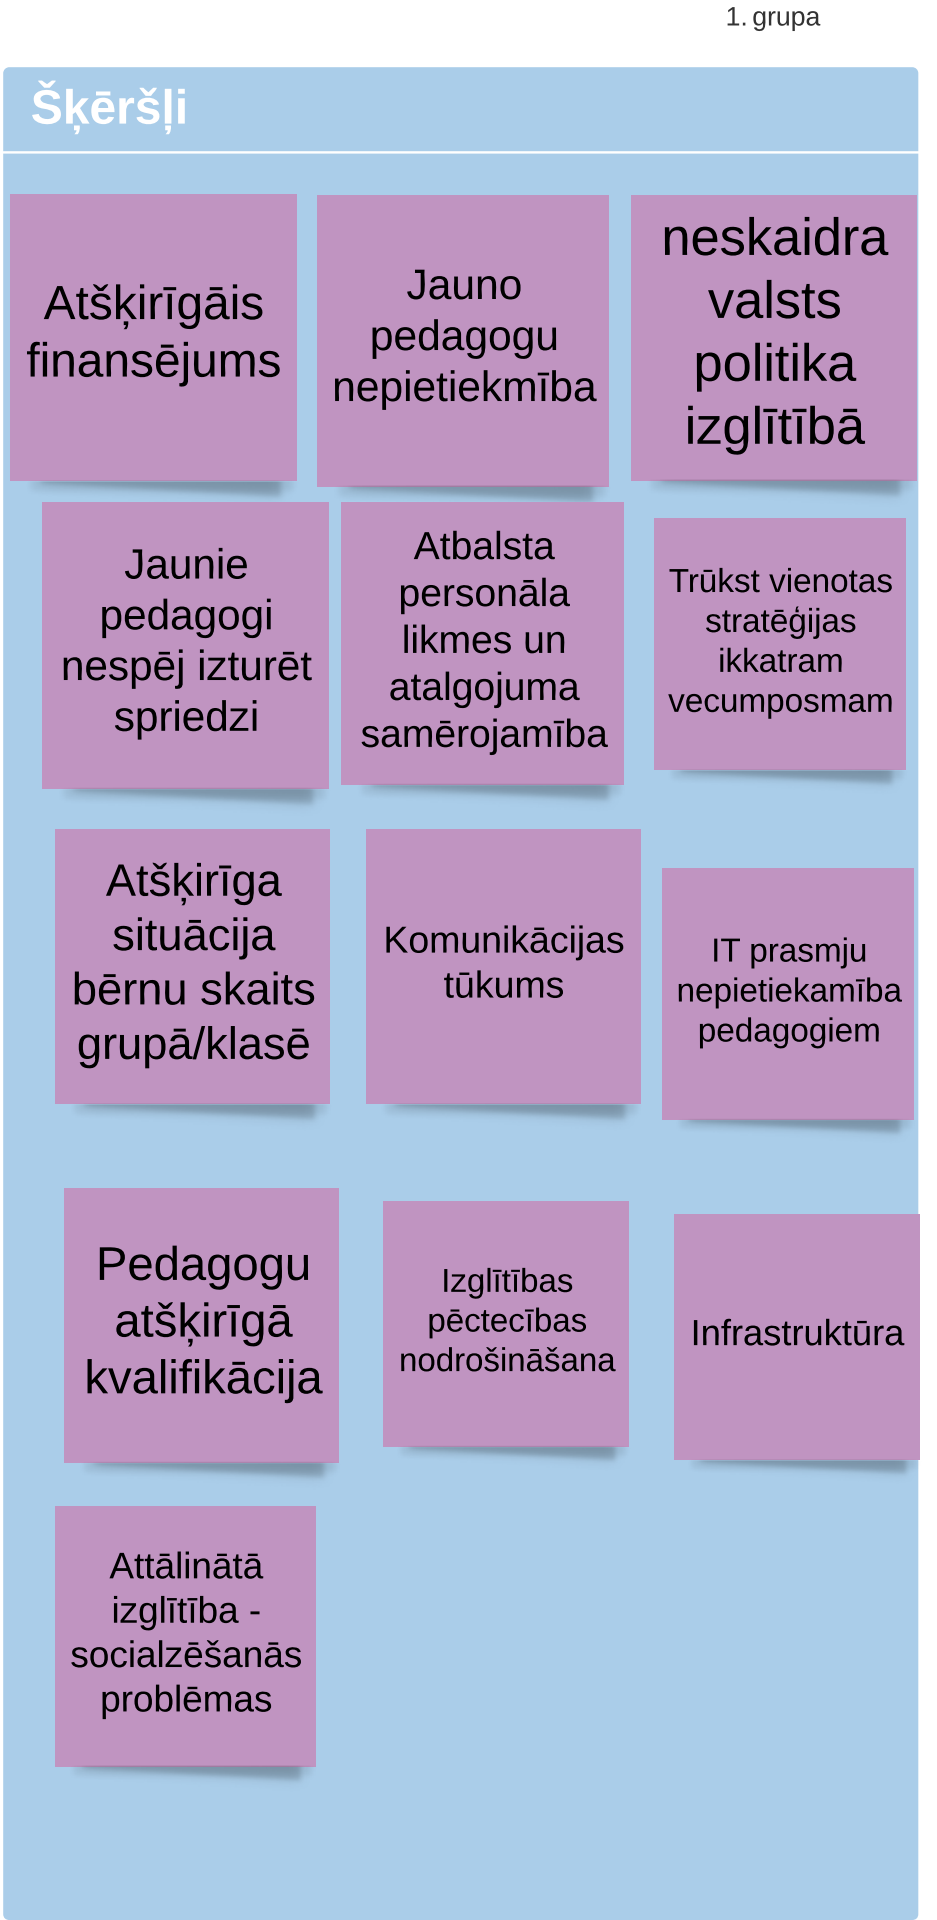 1. grupa
Šķēršļi
Atšķirīgāis
finansējums
Jauno
pedagogu
nepietiekmība
neskaidra
valsts
politika
izglītībā
Jaunie
pedagogi
nespēj izturēt
spriedzi
Atbalsta
personāla
likmes un
atalgojuma
samērojamība
Trūkst vienotas
stratēģijas
ikkatram
vecumposmam
Atšķirīga
situācija
bērnu skaits
grupā/klasē
Komunikācijas
tūkums
IT prasmju
nepietiekamība
pedagogiem
Pedagogu
atšķirīgā
kvalifikācija
Izglītības
pēctecības
nodrošināšana
Infrastruktūra
Attālinātā
izglītība -
socialzēšanās
problēmas